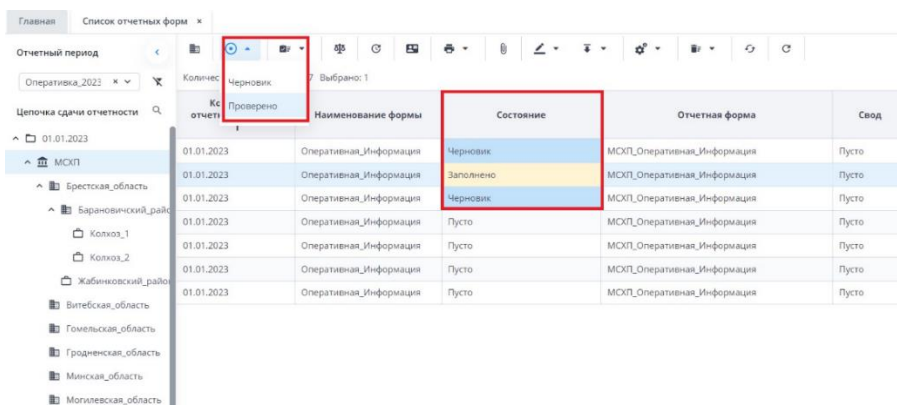 Главная Список отчетных форм ×
Отчетный период
Оперативка_2023 ×
Цепочка сдачи отчетности
01.01.2023
МСХП
Брестская_область
Барановичский_райо
Колхоз_1
Колхоз_2
Жабинковский_район
Витебская_область
Гомельская_область
Гродненская_область
Минская_область
Могилевская_область
Черновик
Проверено
Количес 7 Выбрано: 1
Наименование формы Состояние Отчетная форма Свод
01.01.2023 Оперативная_Информация Черновик МСХП_Оперативная_Информация Пусто
01.01.2023 Оперативная_Информация Заполнено МСХП_Оперативная_Информация Пусто
01.01.2023 Оперативная_Информация Черновик МСХП_Оперативная_Информация Пусто
01.01.2023 Оперативная_Информация Пусто МСХП_Оперативная_Информация Пусто
01.01.2023 Оперативная_Информация Пусто МСХП_Оперативная_Информация Пусто
01.01.2023 Оперативная_Информация Пусто МСХП_Оперативная_Информация Пусто
01.01.2023 Оперативная_Информация Пусто МСХП_Оперативная_Информация Пусто